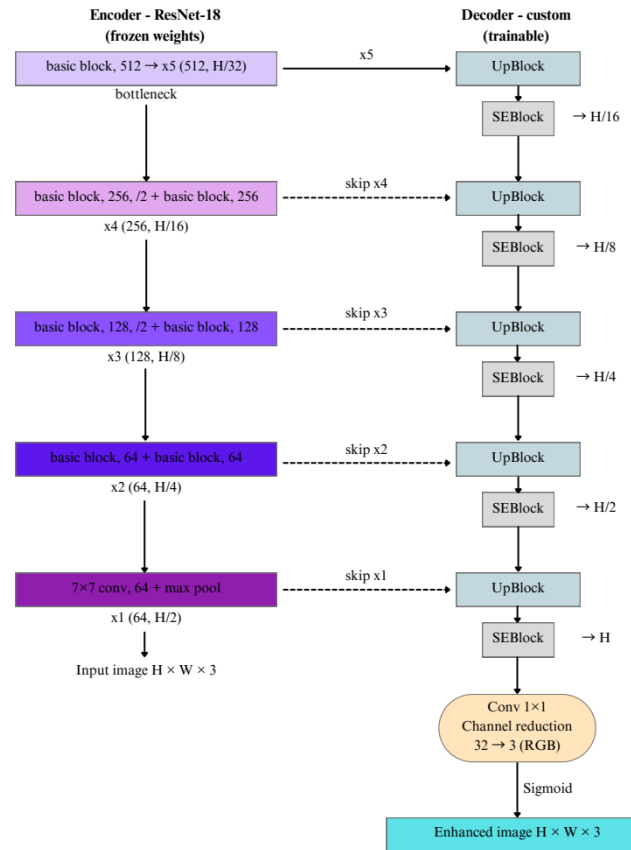 Encoder - ResNet-18
(frozen weights)
Decoder - custom
(trainable)
basic block, 512 → x5 (512, H/32)
x5
UpBlock
bottleneck
SEBlock
→ H/16
basic block, 256, /2 + basic block, 256
skip x4
UpBlock
x4 (256, H/16)
SEBlock
→ H/8
basic block, 128, /2 + basic block, 128
skip x3
UpBlock
x3 (128, H/8)
SEBlock
→ H/4
basic block, 64 + basic block, 64
skip x2
UpBlock
x2 (64, H/4)
SEBlock
→ H/2
7×7 conv, 64 + max pool
skip x1
UpBlock
x1 (64, H/2)
SEBlock
→ H
Input image H × W × 3
Conv 1×1
Channel reduction
32 → 3 (RGB)
Sigmoid
Enhanced image H × W × 3